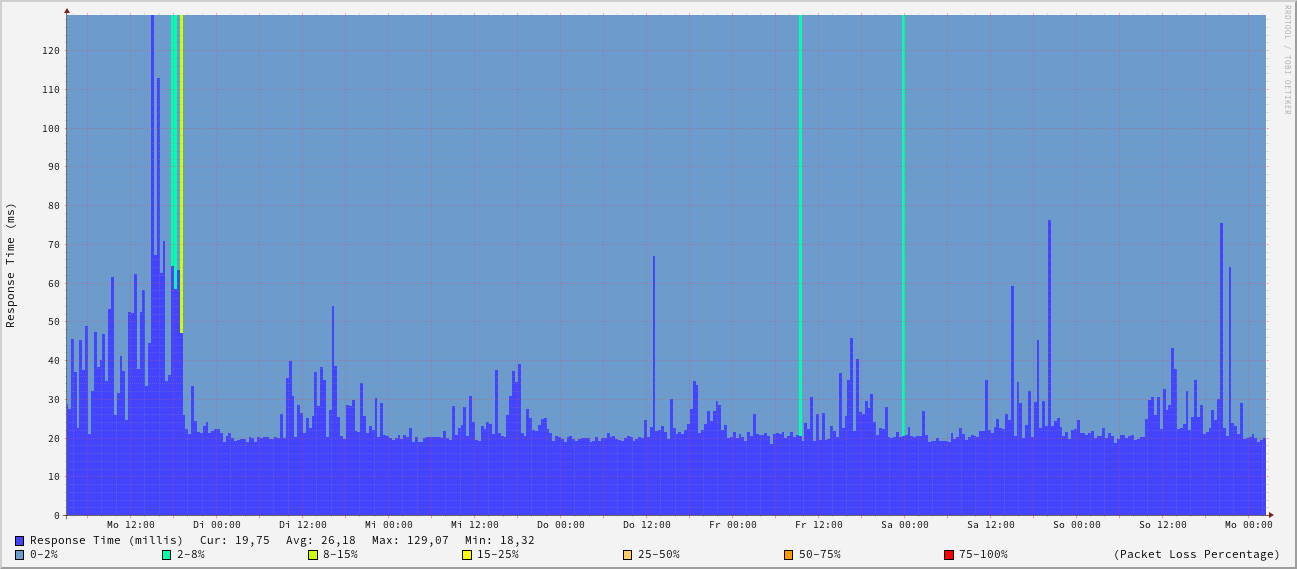 RRDTOOL / TOBI OETIKER
Response Time (ms)
120
110
100
90
80
70
60
50
40
30
20
10
0
Mo 12:00 Di 00:00 Di 12:00 Mi 00:00 Mi 12:00 Do 00:00 Do 12:00 Fr 00:00 Fr 12:00 Sa 00:00 Sa 12:00 So 00:00 So 12:00 Mo 00:00
Response Time (millis) Cur: 19,75 Avg: 26,18 Max: 129,07 Min: 18,32
0-2% 2-8% 8-15% 15-25% 25-50% 50-75% 75-100% (Packet Loss Percentage)